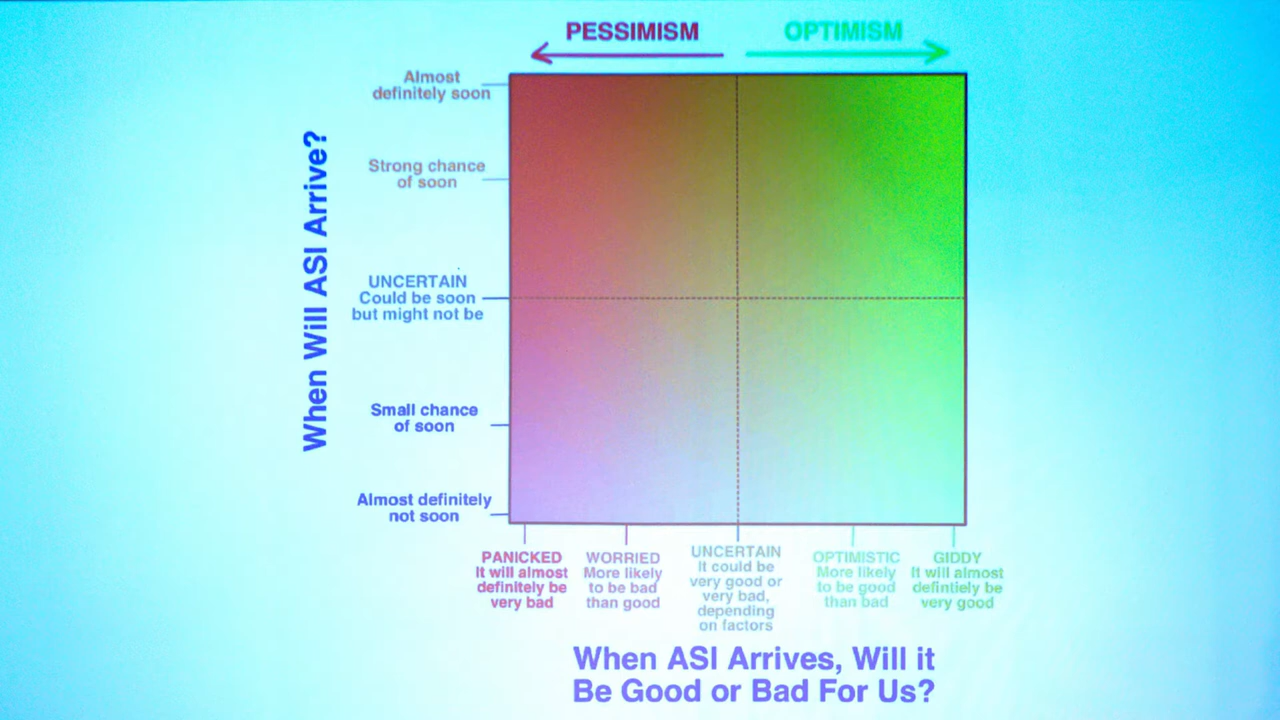 PESSIMISM
OPTIMISM
Almost
definitely soon
Strong chance
of soon
UNCERTAIN
Could be soon
but might not be
Small chance
of soon
Almost definitely
not soon
When Will ASI Arrive?
PANICKED
It will almost
definitely be
very bad
WORRIED
More likely
to be bad
than good
UNCERTAIN
It could be
very good or
very bad,
depending
on factors
OPTIMISTIC
More likely
to be good
than bad
GIDDY
It will almost
defintiely be
very good
When ASI Arrives, Will it
Be Good or Bad For Us?